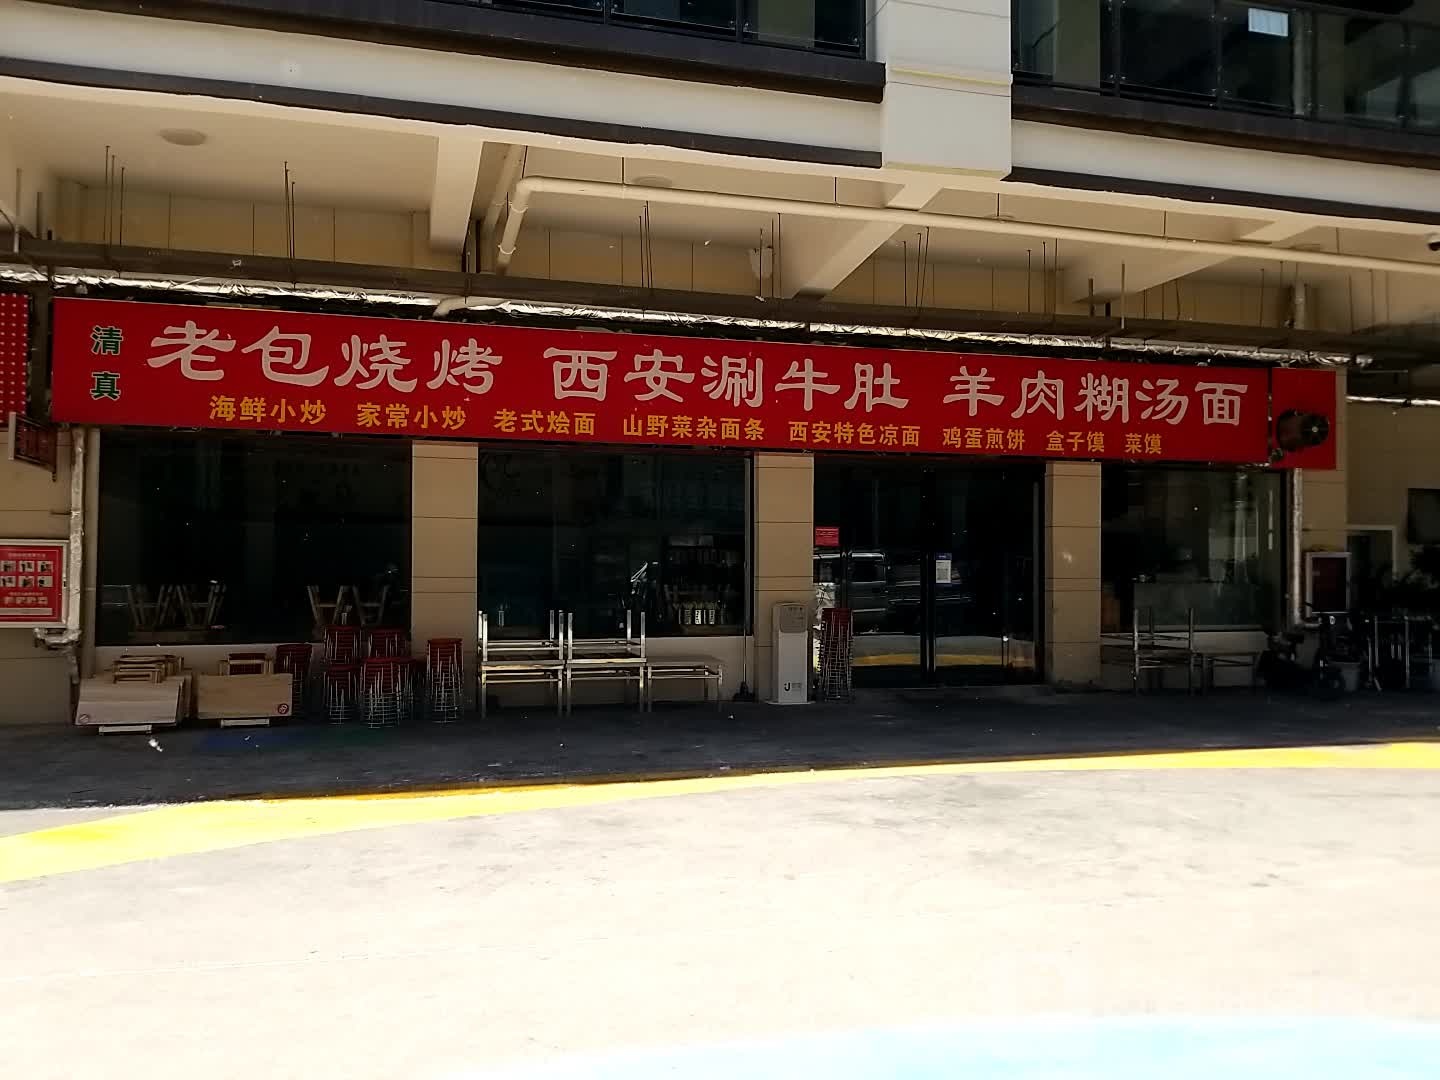 清真
老包烧烤 西安涮牛肚 羊肉糊汤面
海鲜小炒 家常小炒 老式烩面 山野菜杂面条 西安特色凉面 鸡蛋煎饼 盒子馍 菜馍